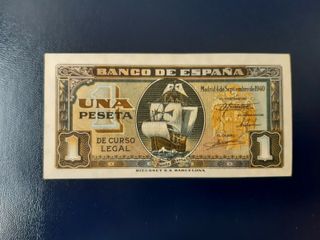 BANCO DE ESPAÑA
Madrid 4 de Septiembre de 1940
UNA
PESETA
DE CURSO
LEGAL
1
1
RIEUSSET S.A. BARCELONA